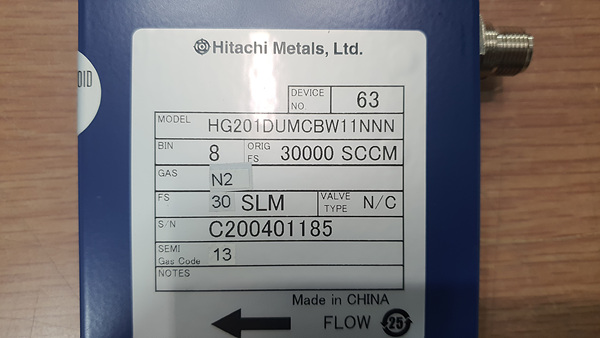 OID
Hitachi Metals, Ltd.
DEVICE NO 63
MODEL HG201DUMCBW11NNN
BIN 8 ORIG FS 30000 SCCM
GAS N2
FS 30 SLM VALVE TYPE N/C
S/N C200401185
SEMI Gas Code 13
NOTES
Made in CHINA
FLOW 25